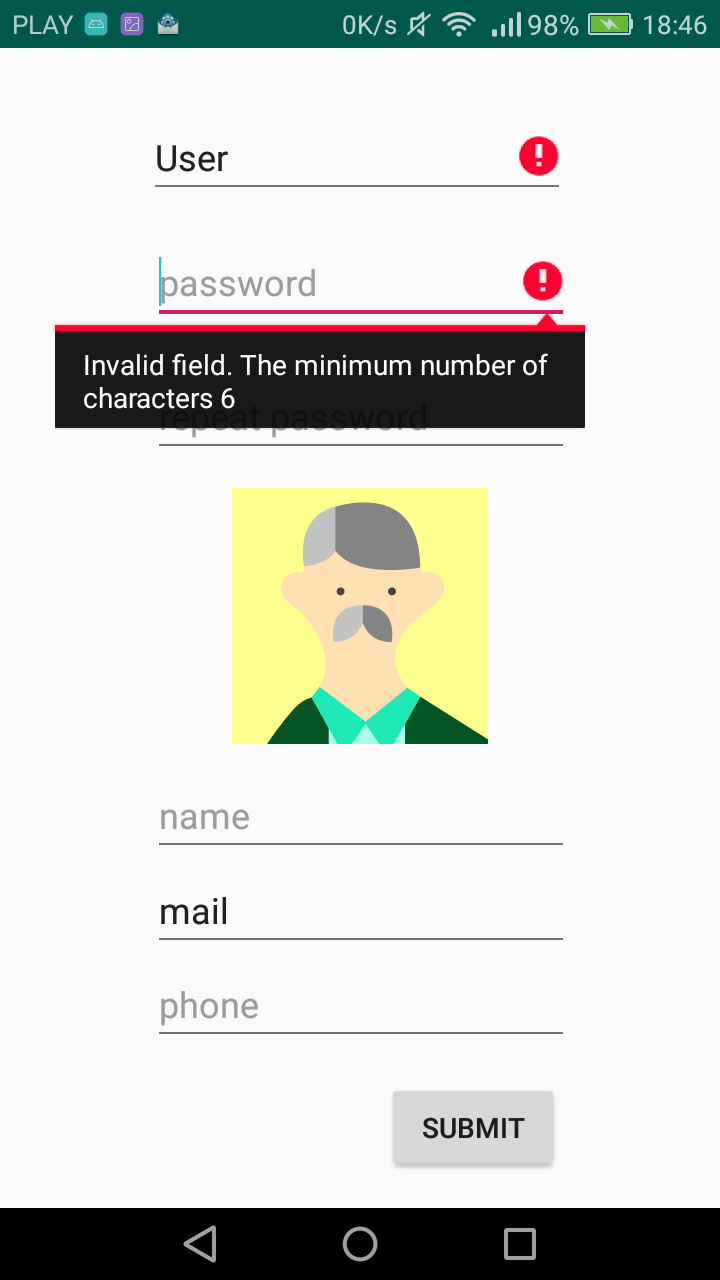 PLAY 0K/s 98% 18:46
User
password
Invalid field. The minimum number of
characters 6
repeat password
name
mail
phone
SUBMIT